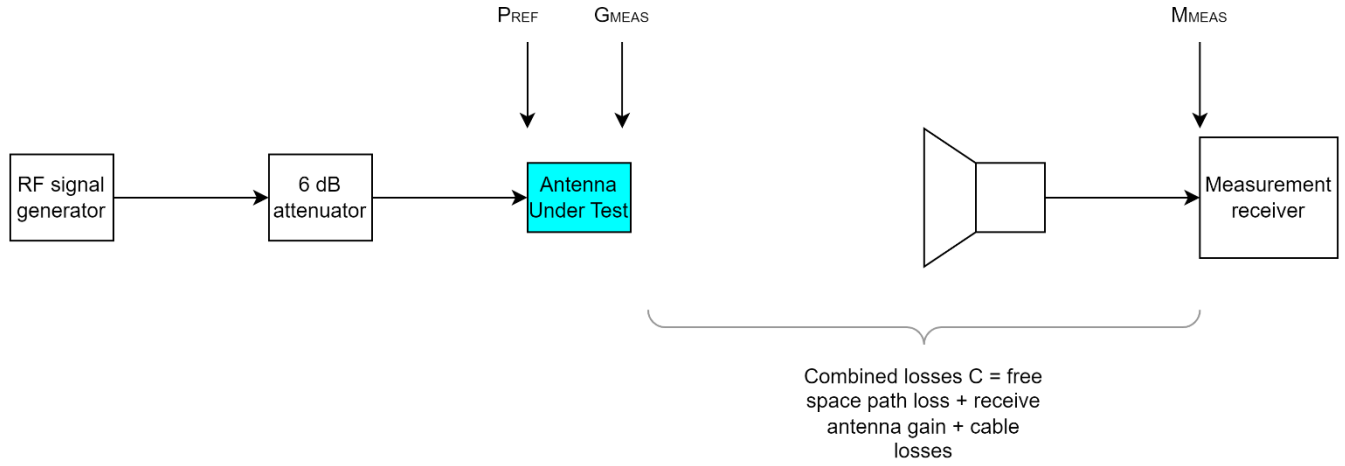 PREF
GMEAS
MMEAS
RF signal
generator
6 dB
attenuator
Antenna
Under Test
Measurement
receiver
Combined losses C = free
space path loss + receive
antenna gain + cable
losses